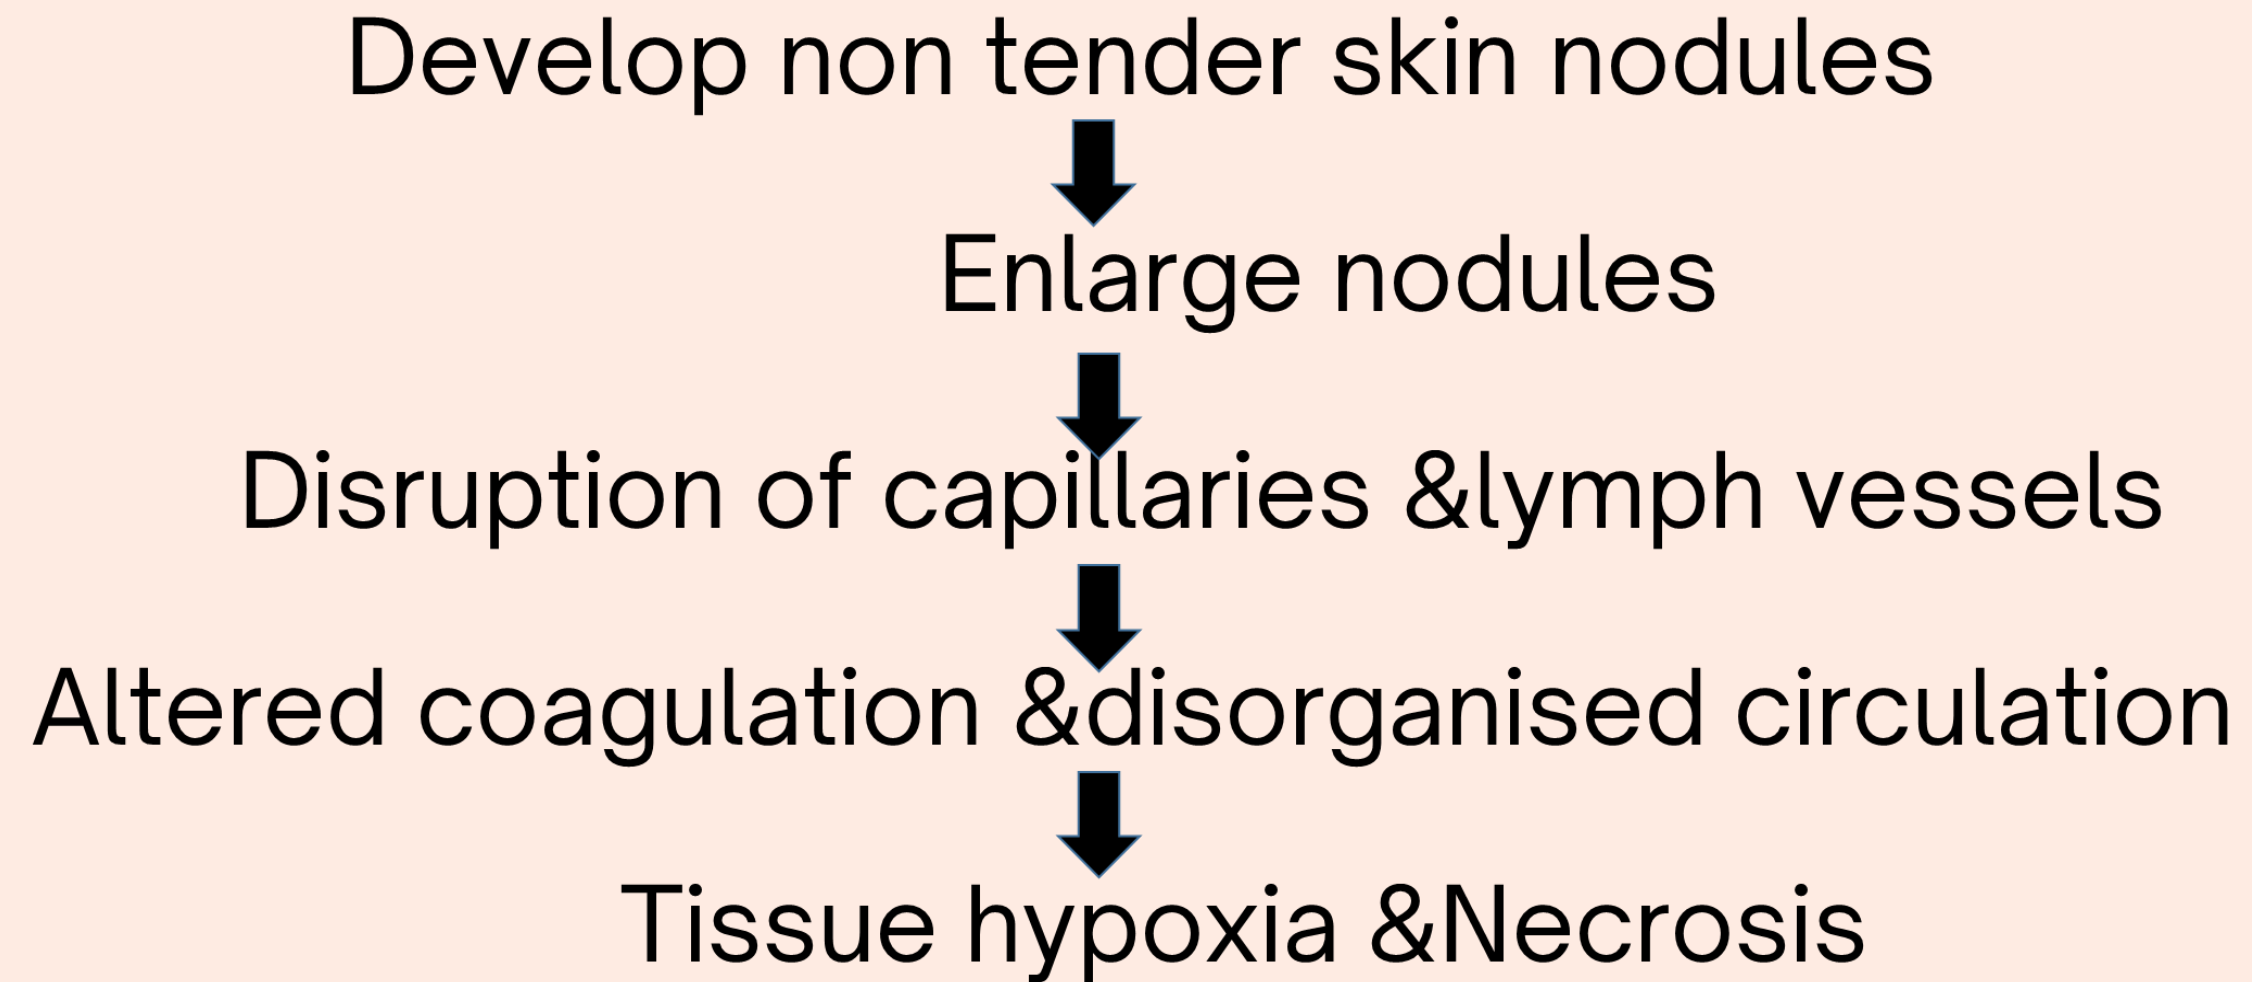 Develop non tender skin nodules
Enlarge nodules
Disruption of capillaries &lymph vessels
Altered coagulation &disorganised circulation
Tissue hypoxia &Necrosis